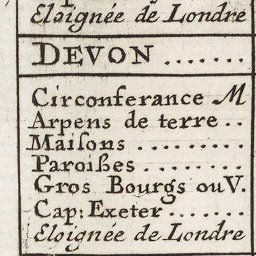 Eloignée de Londre
DEVON ......
Circonferance M
Arpens de terre ..
Maisons ........
Paroißes ........
Gros Bourgs ou V.
Cap: Exeter .......
Eloignée de Londre